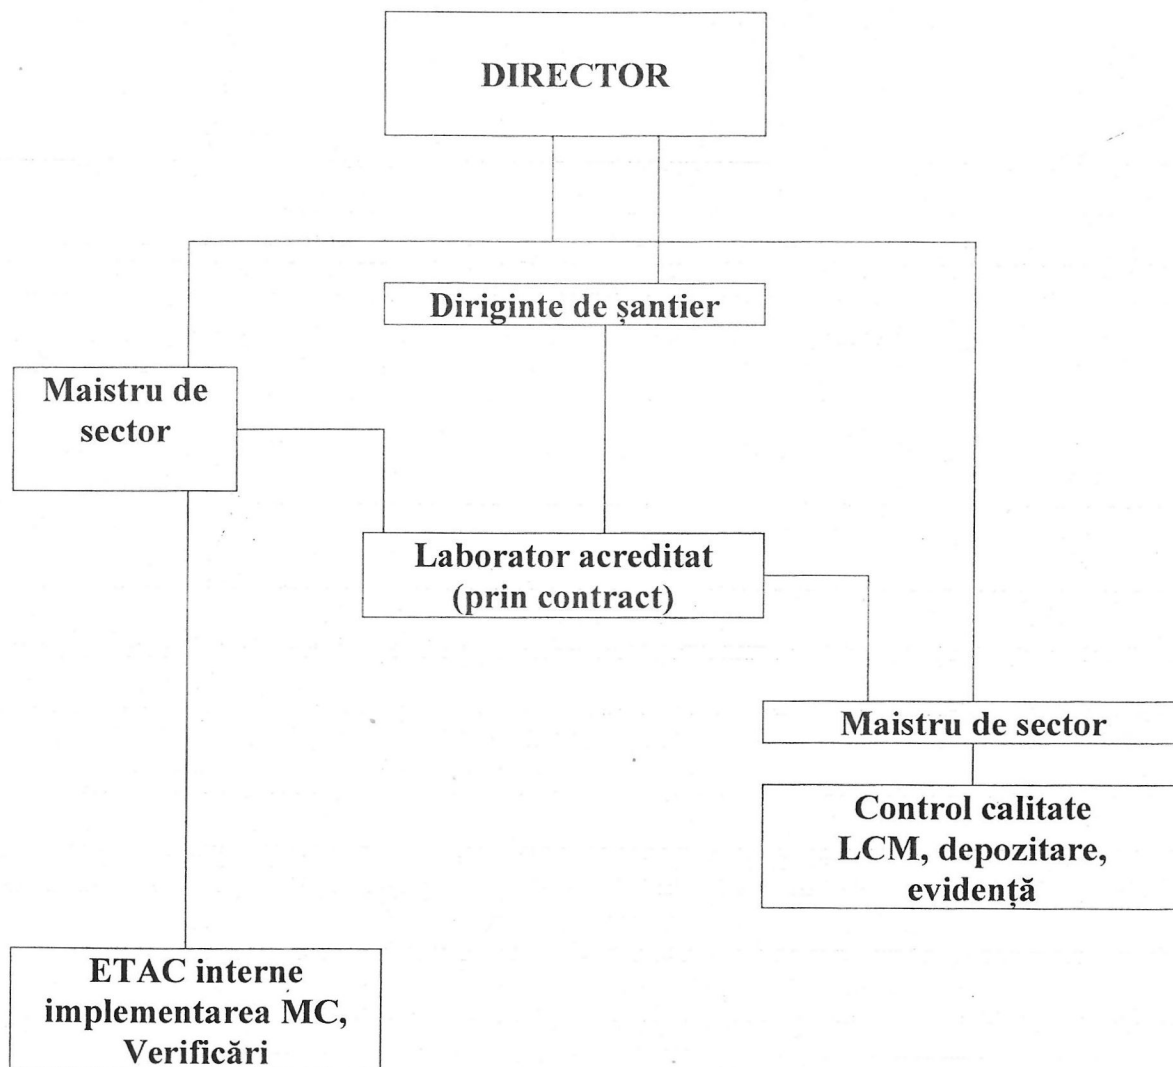 DIRECTOR
Diriginte de șantier
Maistru de
sector
Laborator acreditat
(prin contract)
Maistru de sector
Control calitate
LCM, depozitare,
evidență
ETAC interne
implementarea MC,
Verificări